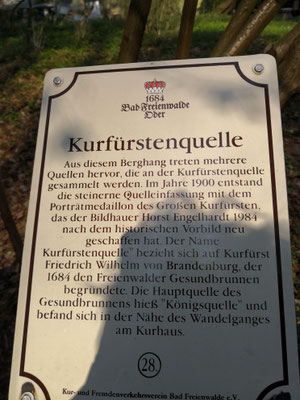 1684
Bad Freienwalde
Oder
Kurfürstenquelle
Aus diesem Berghang treten mehrere
Quellen hervor, die an der Kurfürstenquelle
gesammelt werden. Im Jahre 1900 entstand
die steinerne Quelleinfassung mit dem
Porträtmedaillon des Großen Kurfürsten,
das der Bildhauer Horst Engelhardt 1984
nach dem historischen Vorbild neu
geschaffen hat. Der Name
Kurfürstenquelle" bezieht sich auf Kurfürst
Friedrich Wilhelm von Brandenburg, der
1684 den Freienwalder Gesundbrunnen
begründete. Die Hauptquelle des
Gesundbrunnens hieß "Königsquelle" und
befand sich in der Nähe des Wandelganges
am Kurhaus.
28.
Kur- und Fremdenverkehrsverein Bad Freienwalde e.V.